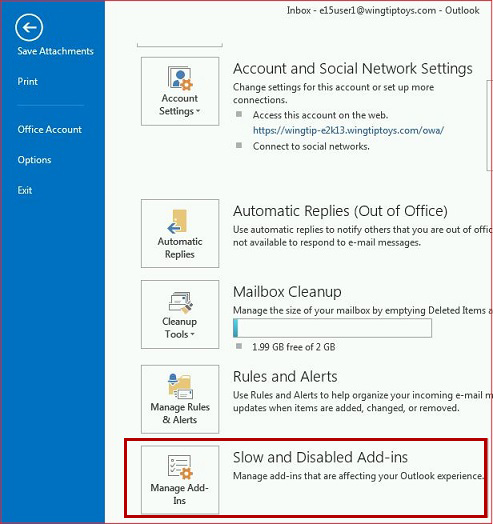 Inbox - e15user1@wingtiptoys.com - Outlook
Save Attachments
Print
Office Account
Options
Exit
Account
Settings
Account and Social Network Settings
Change settings for this account or set up more
connections.
Access this account on the web.
https://wingtip-e2k13.wingtiptoys.com/owa/
Connect to social networks.
Automatic
Replies
Automatic Replies (Out of Office)
Use automatic replies to notify others that you are out of offic
not available to respond to e-mail messages.
Cleanup
Tools
Mailbox Cleanup
Manage the size of your mailbox by emptying Deleted Items a
1.99 GB free of 2 GB
Manage Rules
& Alerts
Rules and Alerts
Use Rules and Alerts to help organize your incoming e-mail m
updates when items are added, changed, or removed.
Manage Add-
Ins
Slow and Disabled Add-ins
Manage add-ins that are affecting your Outlook experience.